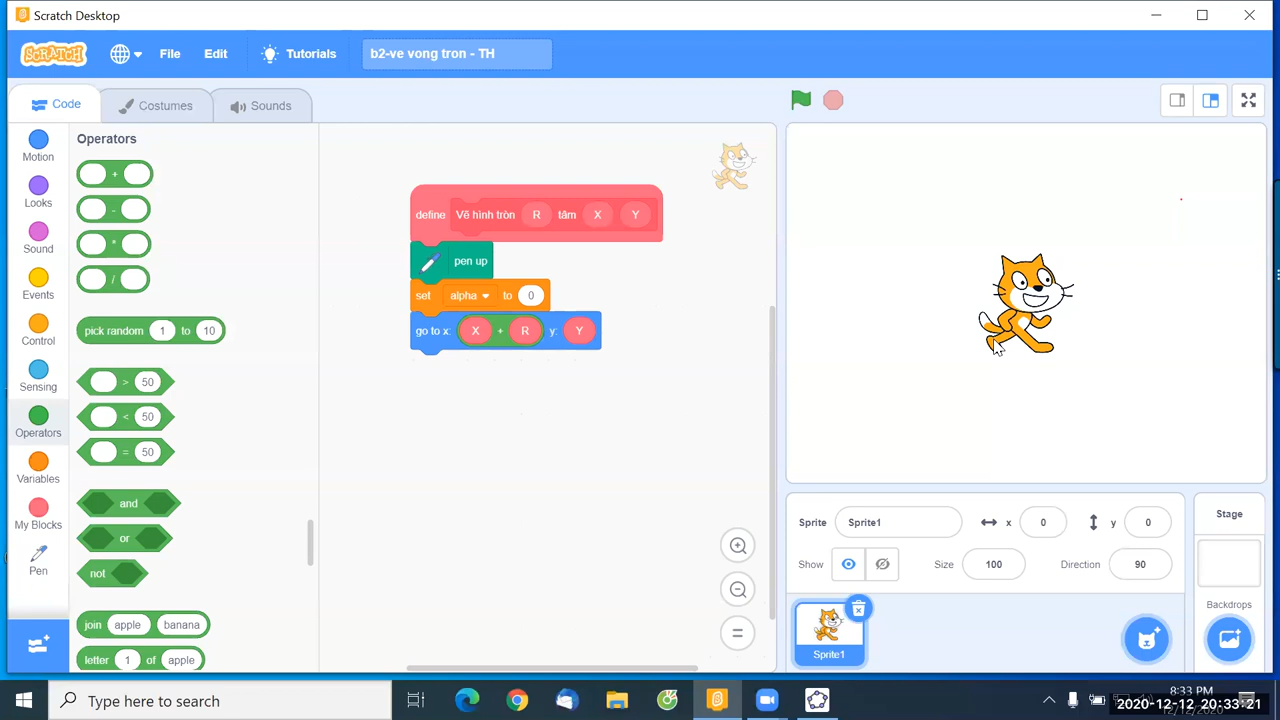 Scratch Desktop
SCRATCH
File
Edit
Tutorials
b2-ve vong tron - TH
Code
Costumes
Sounds
Motion
Looks
Sound
Events
Control
Sensing
Operators
Variables
My Blocks
Pen
Operators
+
-
*
/
pick random 1 to 10
> 50
< 50
= 50
and
or
not
join apple banana
letter 1 of apple
define Vẽ hình tròn R tâm X Y
pen up
set alpha to 0
go to x: X + R y: Y
Sprite Sprite1
x 0
y 0
Show
Size 100
Direction 90
Sprite1
Stage
Backdrops
Type here to search
8:33 PM
2020-12-12 20:33:21